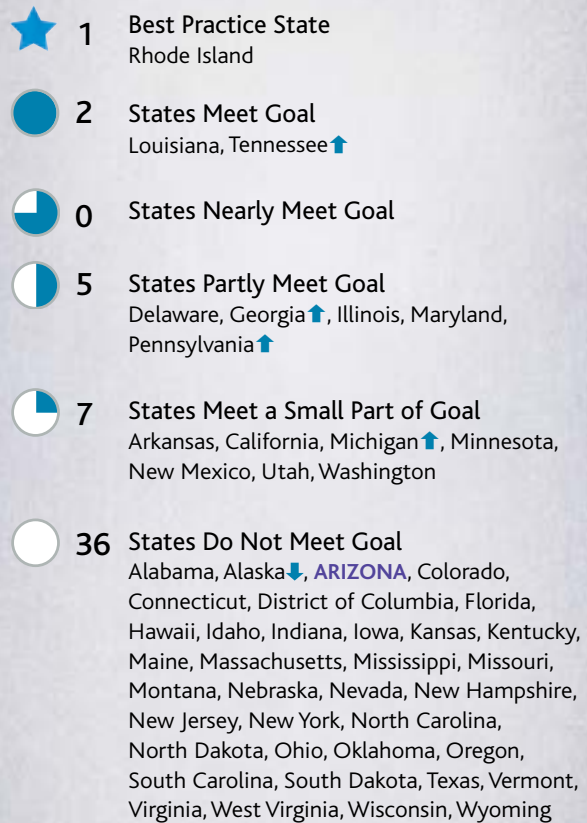 1 Best Practice State
Rhode Island
2 States Meet Goal
Louisiana, Tennessee⬆
0 States Nearly Meet Goal
5 States Partly Meet Goal
Delaware, Georgia⬆, Illinois, Maryland,
Pennsylvania⬆
7 States Meet a Small Part of Goal
Arkansas, California, Michigan⬆, Minnesota,
New Mexico, Utah, Washington
36 States Do Not Meet Goal
Alabama, Alaska⬇, ARIZONA, Colorado,
Connecticut, District of Columbia, Florida,
Hawaii, Idaho, Indiana, Iowa, Kansas, Kentucky,
Maine, Massachusetts, Mississippi, Missouri,
Montana, Nebraska, Nevada, New Hampshire,
New Jersey, New York, North Carolina,
North Dakota, Ohio, Oklahoma, Oregon,
South Carolina, South Dakota, Texas, Vermont,
Virginia, West Virginia, Wisconsin, Wyoming